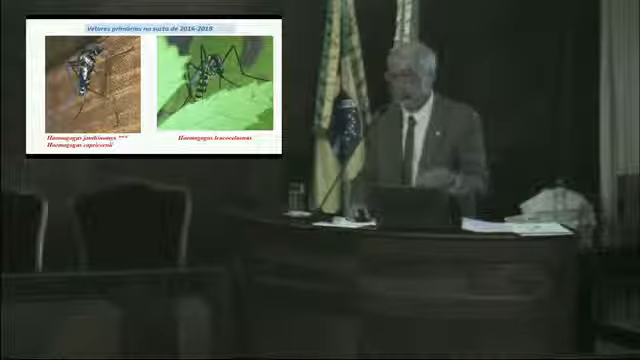 Vetores primários no surto de 2016-2018
Haemagogus janthinomys
Haemagogus leucocelaenus
Haemagogus capricornii